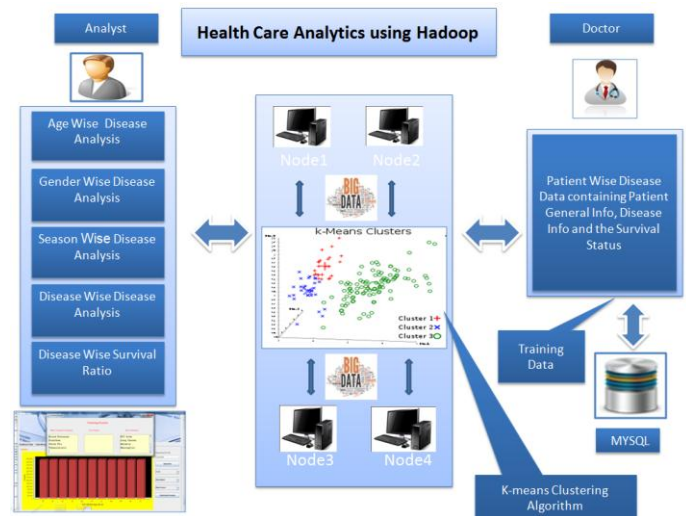 Analyst
Health Care Analytics using Hadoop
Doctor
Age Wise Disease
Analysis
Gender Wise Disease
Analysis
Season Wise Disease
Analysis
Disease Wise Disease
Analysis
Disease Wise Survival
Ratio
Node1
Node2
BIG
DATA
k-Means Clusters
Cluster 1
Cluster 2
Cluster 3
BIG
DATA
Node3
Node4
Patient Wise Disease
Data containing Patient
General Info, Disease
Info and the Survival
Status
Training
Data
MYSQL
K-means Clustering
Algorithm